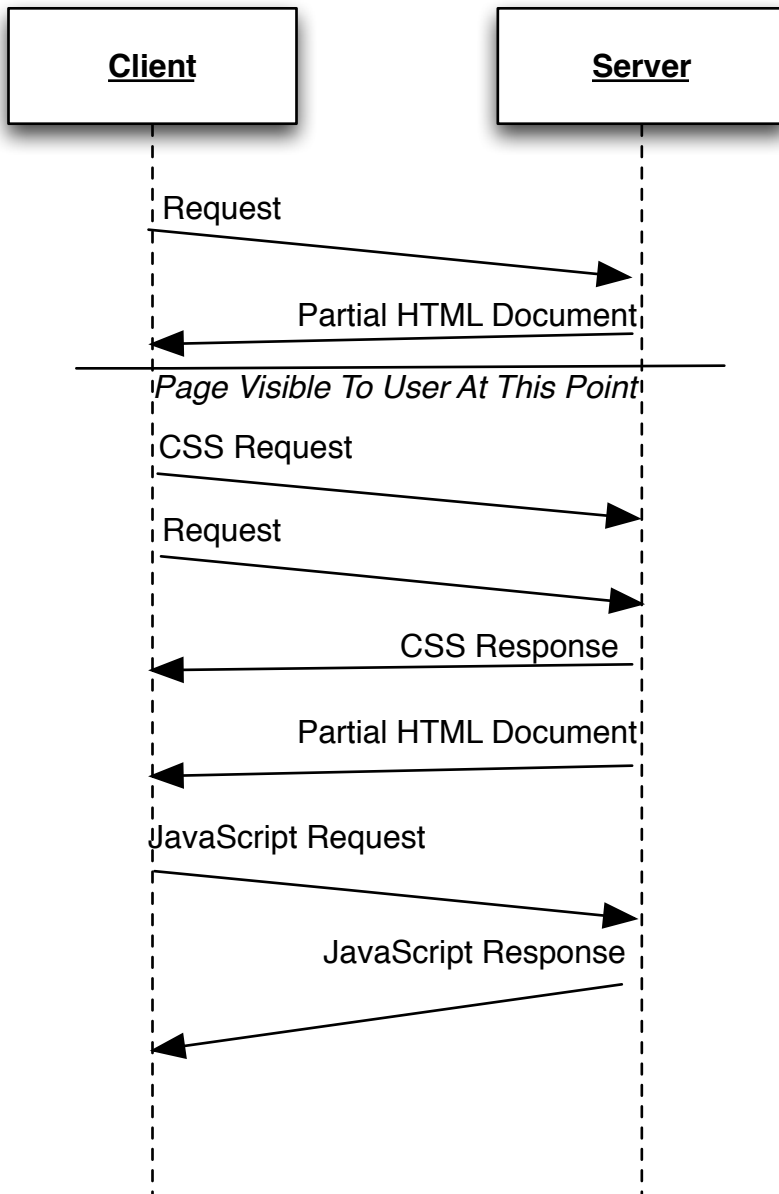 Client
Server
Request
Partial HTML Document
Page Visible To User At This Point
CSS Request
Request
CSS Response
Partial HTML Document
JavaScript Request
JavaScript Response